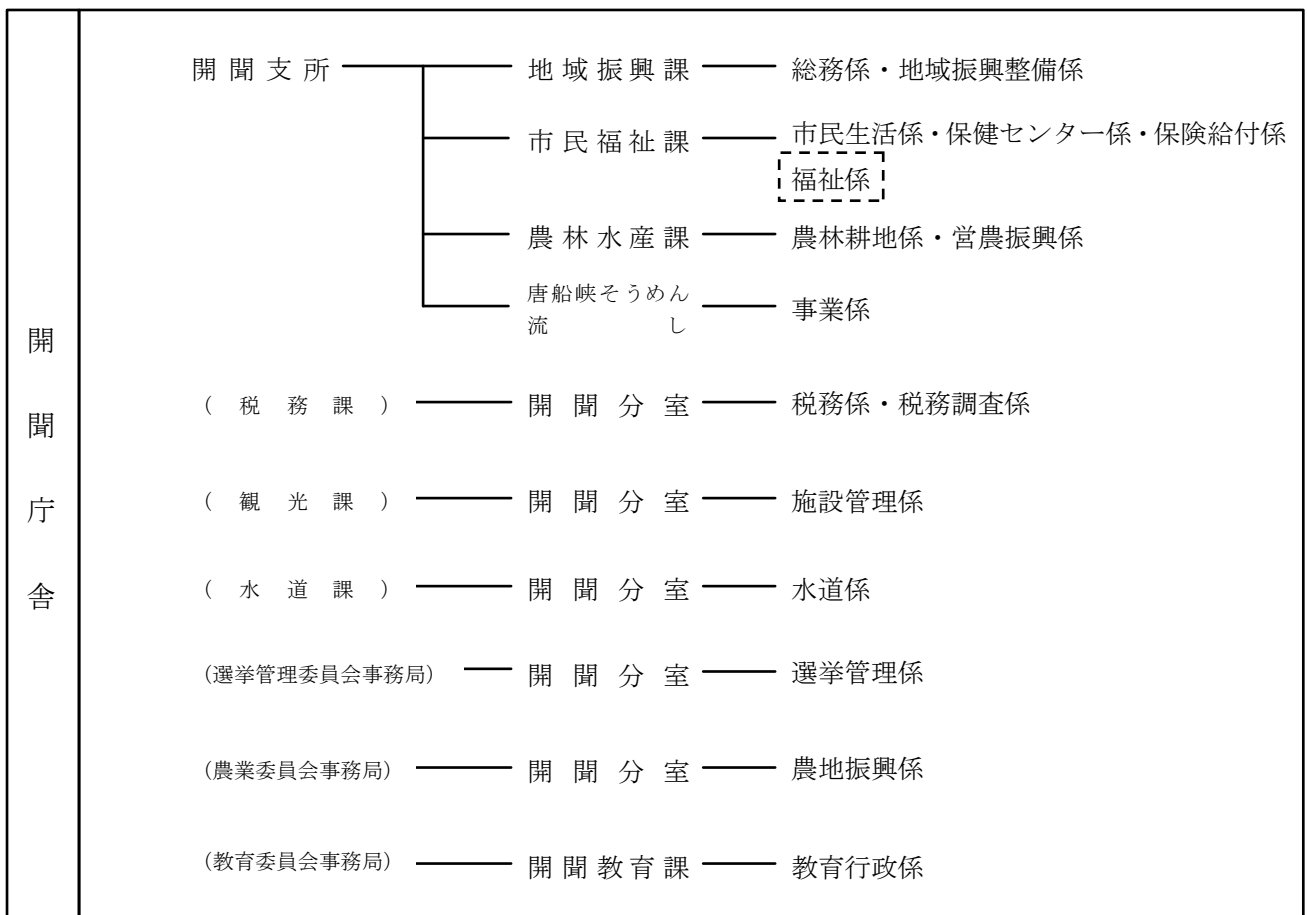 開聞庁舎
開聞支所 地域振興課 総務係・地域振興整備係
市民福祉課 市民生活係・保健センター係・保険給付係
福祉係
農林水産課 農林耕地係・営農振興係
唐船峡そうめん
流し 事業係
(税務課) 開聞分室 税務係・税務調査係
(観光課) 開聞分室 施設管理係
(水道課) 開聞分室 水道係
(選挙管理委員会事務局) 開聞分室 選挙管理係
(農業委員会事務局) 開聞分室 農地振興係
(教育委員会事務局) 開聞教育課 教育行政係